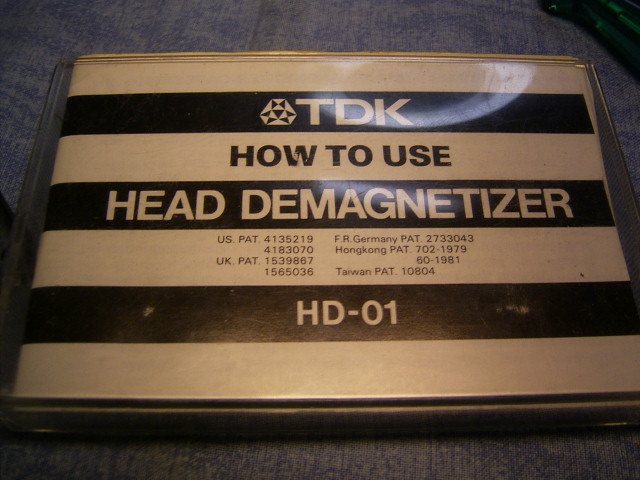 TDK
HOW TO USE
HEAD DEMAGNETIZER
US. PAT. 4135219 F.R.Germany PAT. 2733043
4183070 Hongkong PAT. 702-1979
UK. PAT. 1539867 60-1981
1565036 Taiwan PAT. 10804
HD-01